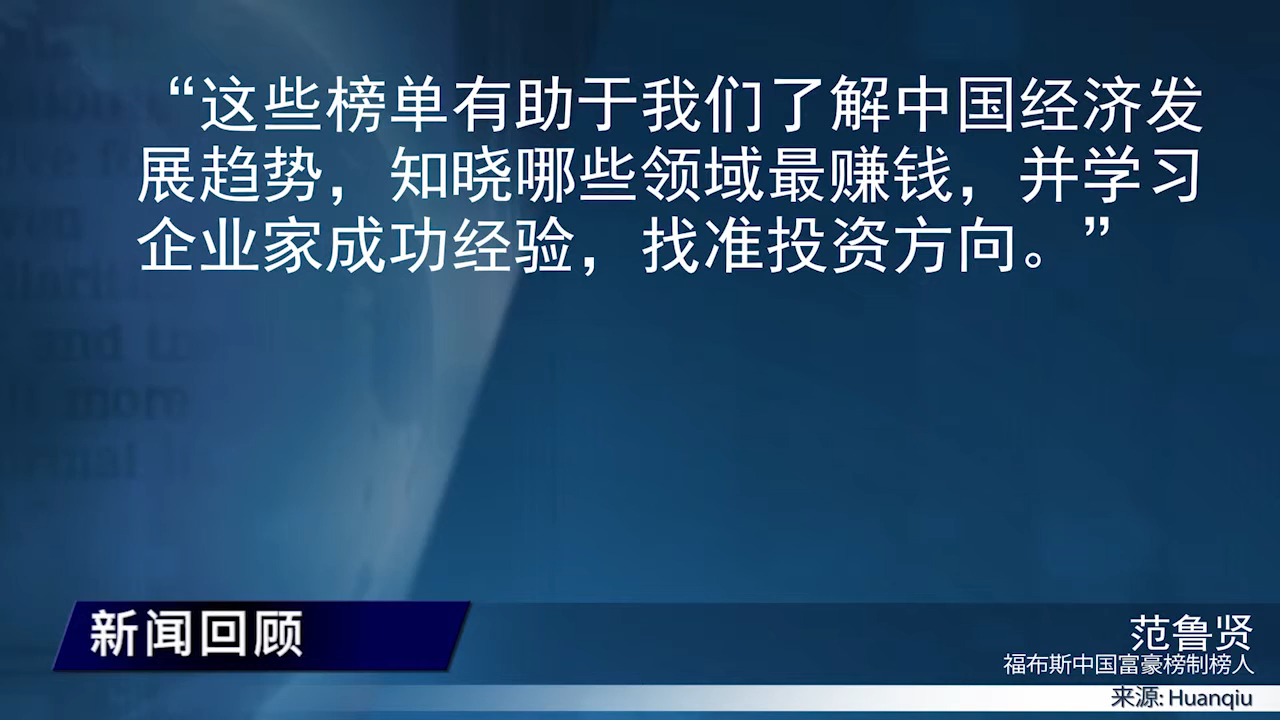 “这些榜单有助于我们了解中国经济发
展趋势，知晓哪些领域最赚钱，并学习
企业家成功经验，找准投资方向。”
新闻回顾
范鲁贤
福布斯中国富豪榜制榜人
来源: Huanqiu